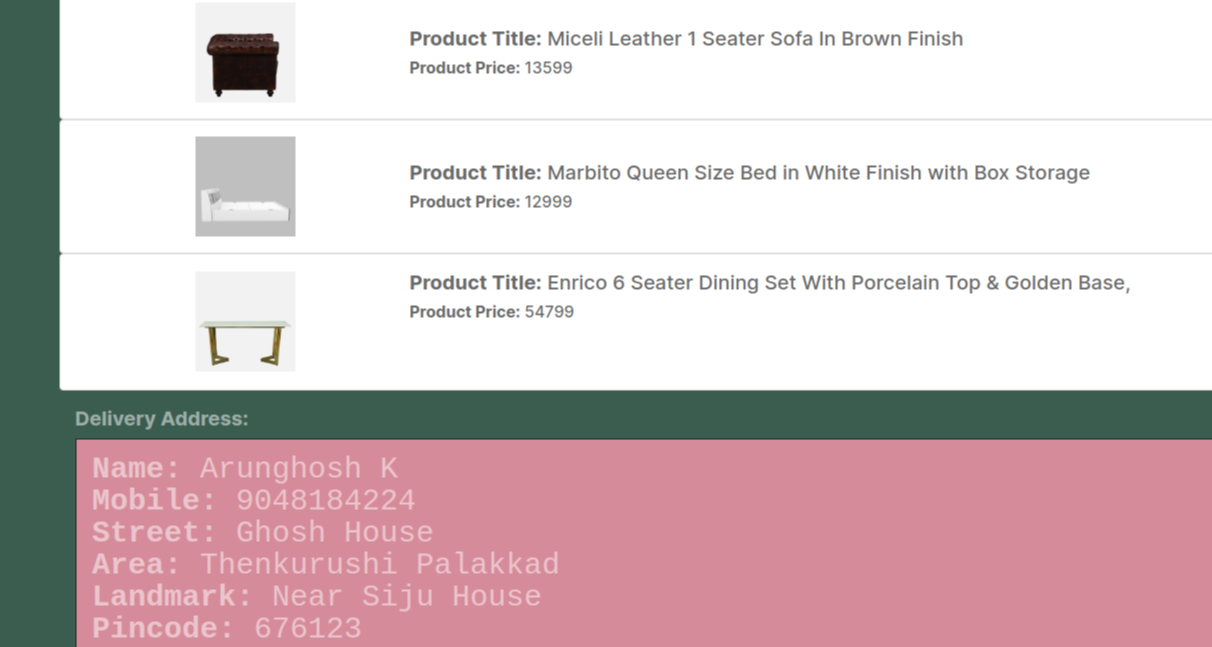 Product Title: Miceli Leather 1 Seater Sofa In Brown Finish
Product Price: 13599
Product Title: Marbito Queen Size Bed in White Finish with Box Storage
Product Price: 12999
Product Title: Enrico 6 Seater Dining Set With Porcelain Top & Golden Base,
Product Price: 54799
Delivery Address:
Name: Arunghosh K
Mobile: 9048184224
Street: Ghosh House
Area: Thenkurushi Palakkad
Landmark: Near Siju House
Pincode: 676123